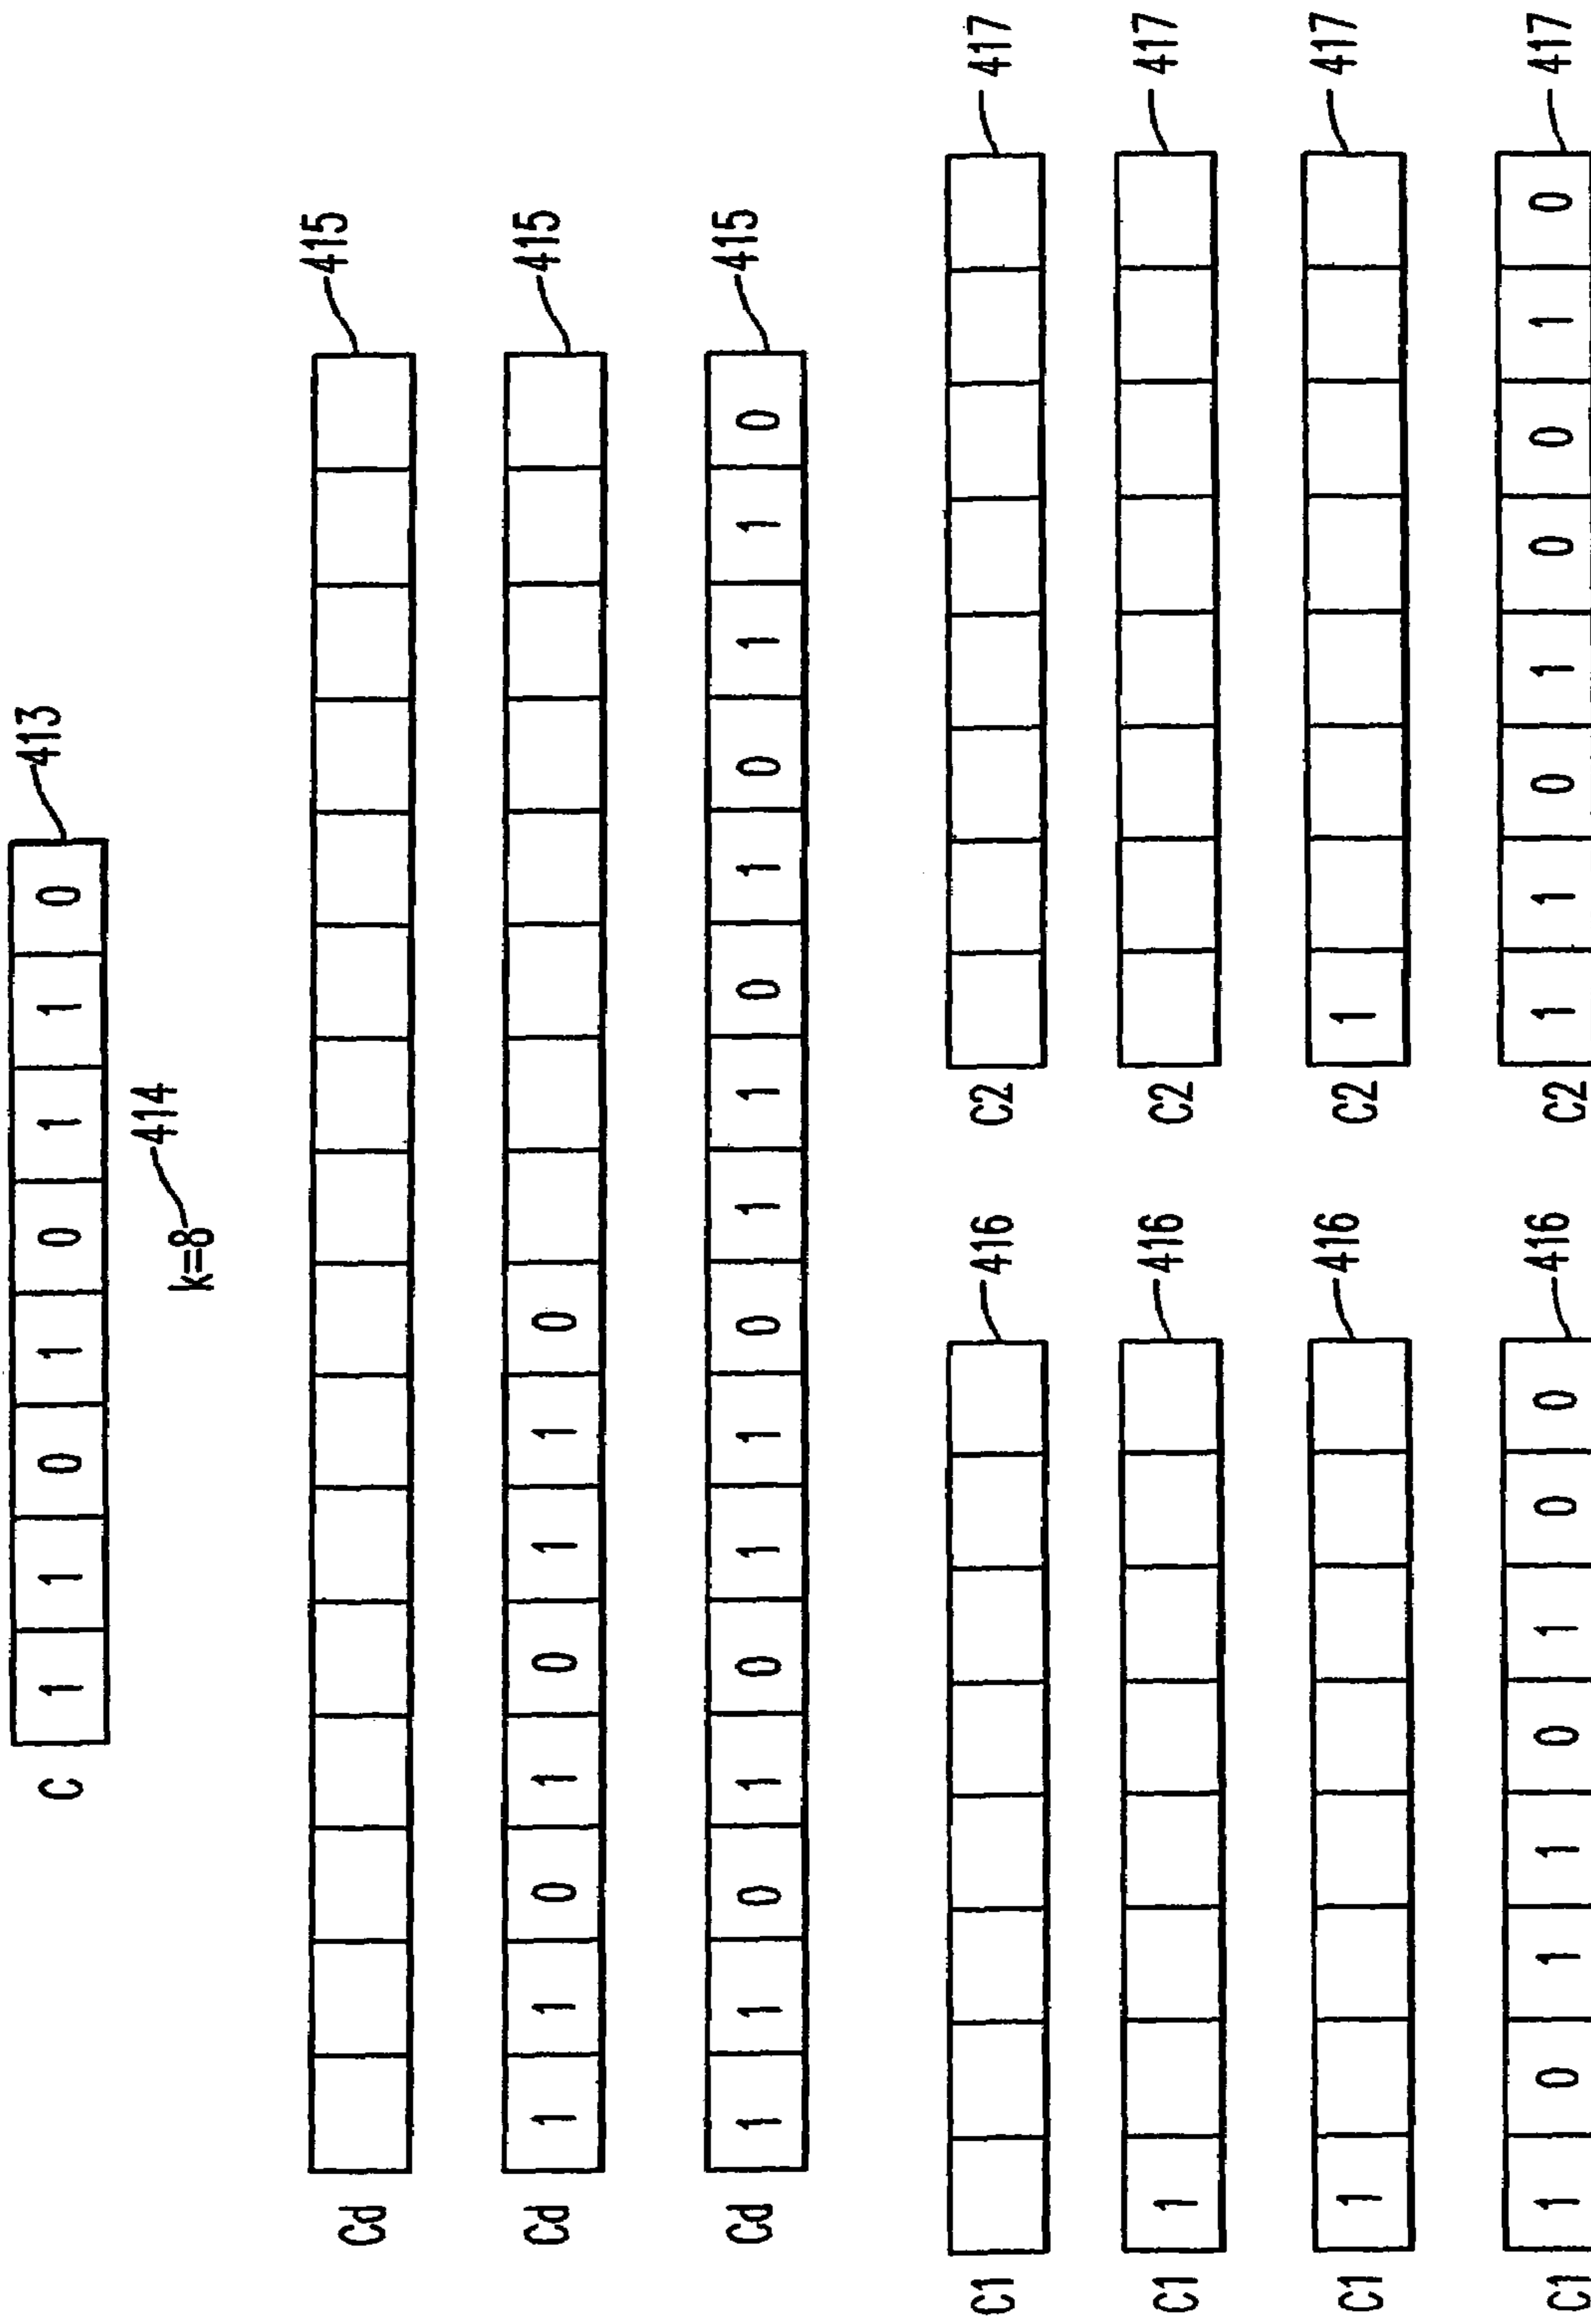 C 1 1 0 1 0 1 1 0 413
k=8 414
Cd 415
Cd 1 1 0 1 0 1 1 0 415
Cd 1 1 0 1 0 1 1 0 1 1 0 1 0 1 1 0 415
C1 416 C2 417
C1 1 416 C2 417
C1 1 416 C2 1 417
C1 1 0 1 1 0 1 0 0 416 C2 1 1 0 1 0 0 1 0 417